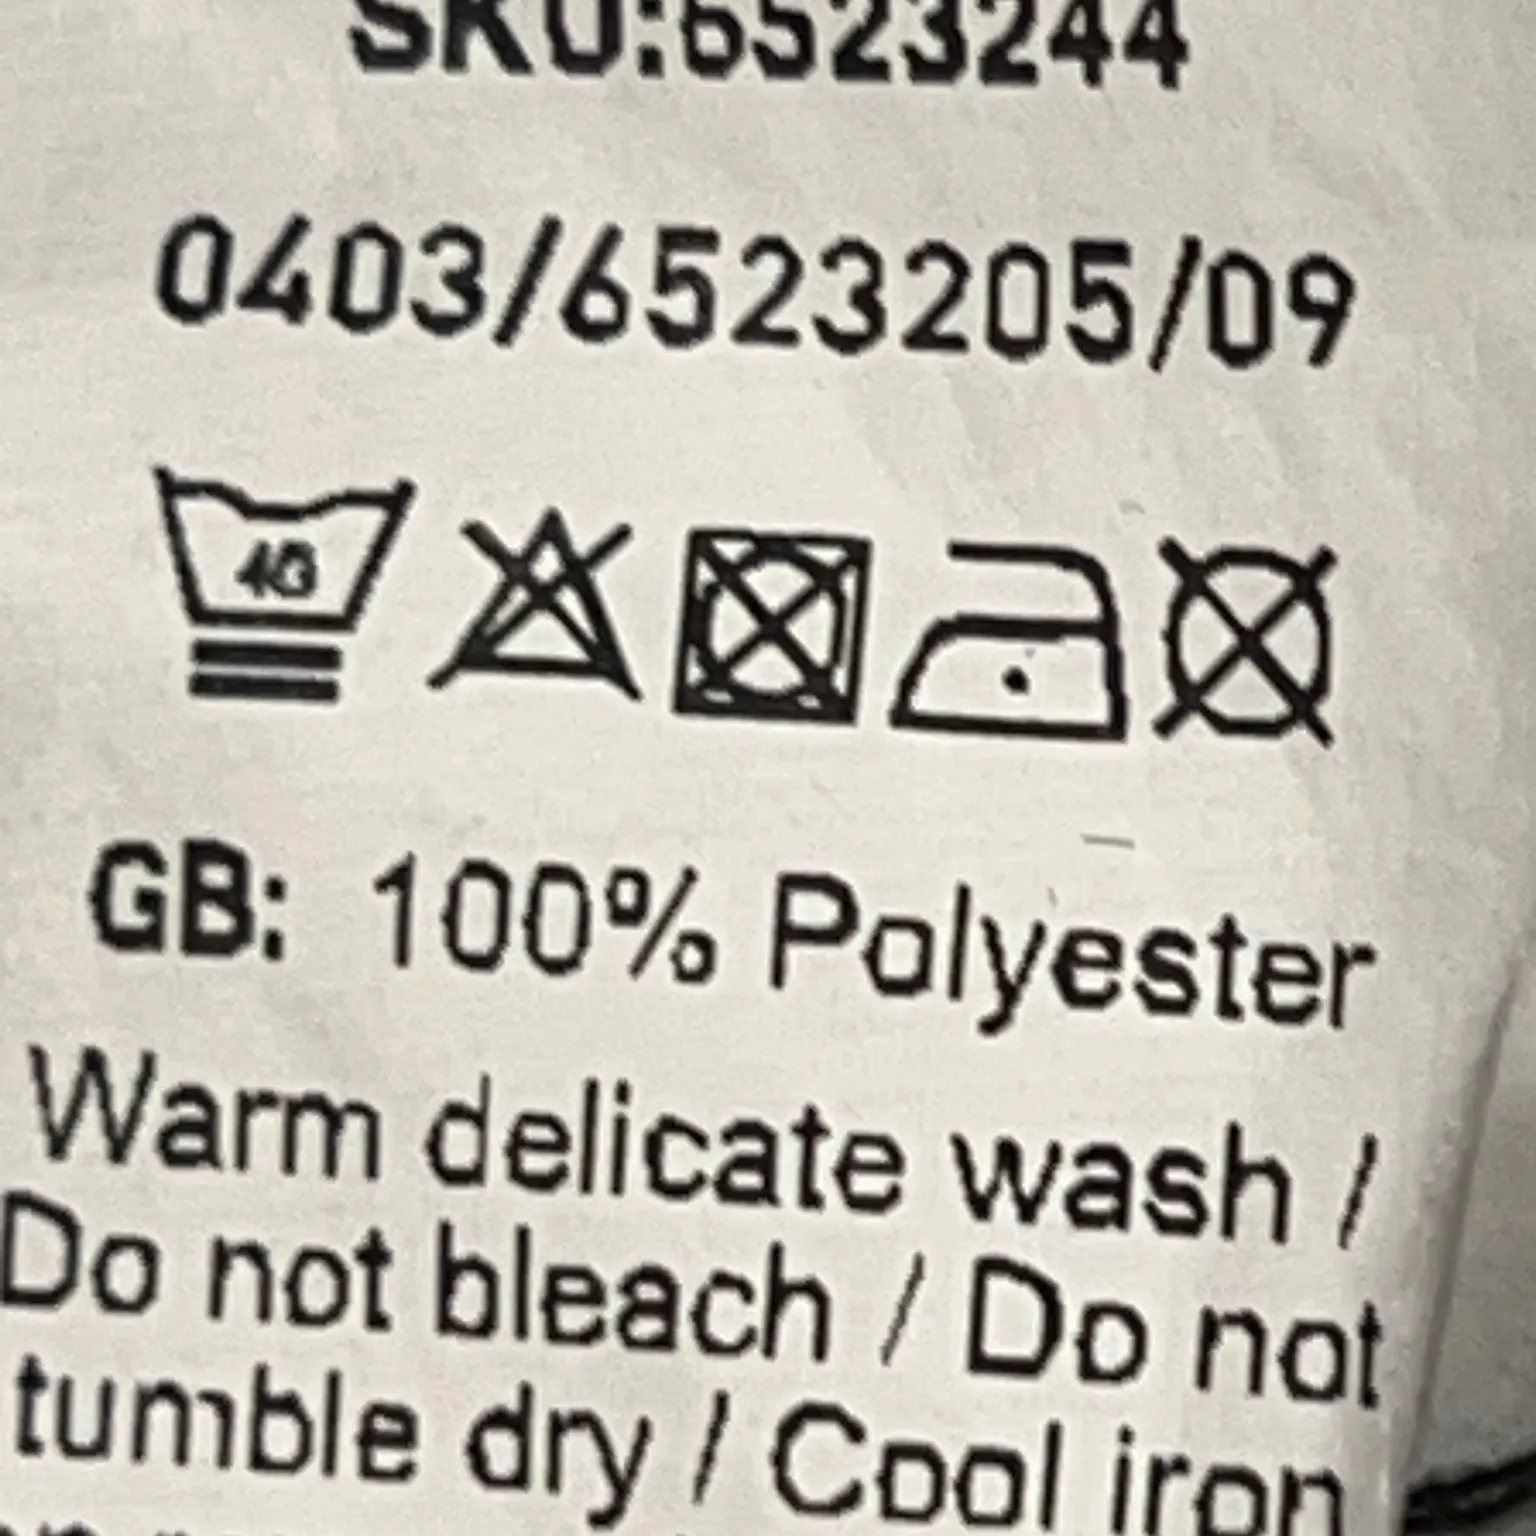 SKU:6523244
0403/6523205/09
40
GB: 100% Polyester
Warm delicate wash /
Do not bleach / Do not
tumble dry / Cool iron